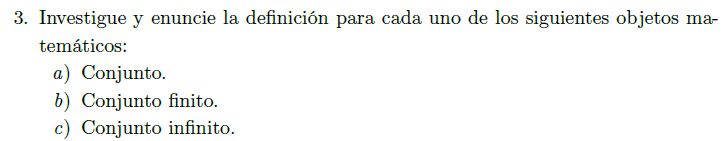 3. Investigue y enuncie la definición para cada uno de los siguientes objetos ma-
temáticos:
a) Conjunto.
b) Conjunto finito.
c) Conjunto infinito.